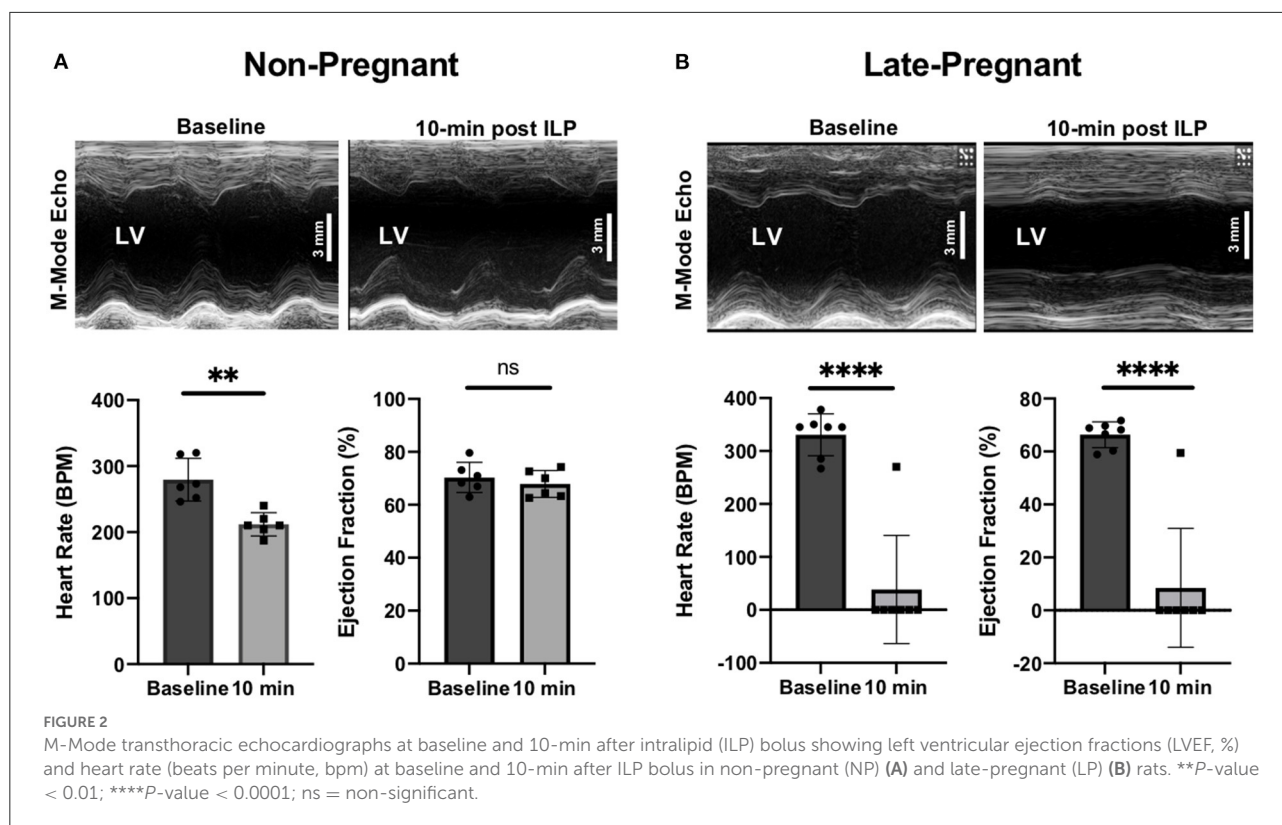 A
Non-Pregnant
Baseline
10-min post ILP
M-Mode Echo
LV
3 mm
LV
3 mm
**
ns
Heart Rate (BPM)
400
300
200
100
0
Baseline 10 min
Ejection Fraction (%)
100
80
60
40
20
0
Baseline 10 min
B
Late-Pregnant
Baseline
10-min post ILP
M-Mode Echo
LV
3 mm
LV
3 mm
****
****
Heart Rate (BPM)
400
300
200
100
0
-100
Baseline 10 min
Ejection Fraction (%)
80
60
40
20
0
-20
Baseline 10 min
FIGURE 2
M-Mode transthoracic echocardiographs at baseline and 10-min after intralipid (ILP) bolus showing left ventricular ejection fractions (LVEF, %)
and heart rate (beats per minute, bpm) at baseline and 10-min after ILP bolus in non-pregnant (NP) (A) and late-pregnant (LP) (B) rats. **P-value
< 0.01; ****P-value < 0.0001; ns = non-significant.